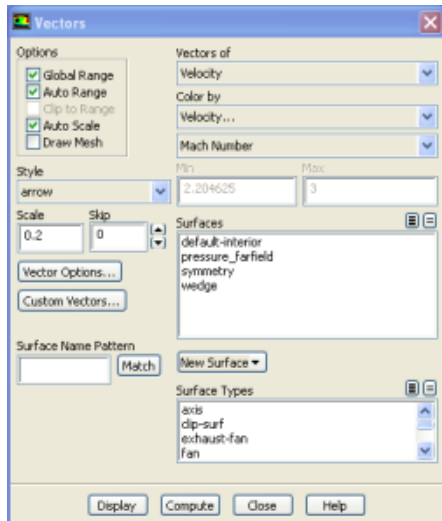 Vectors
Options
Global Range
Auto Range
Clip to Range
Auto Scale
Draw Mesh
Style
arrow
Scale
Skip
0.2
0
Vector Options...
Custom Vectors...
Surface Name Pattern
Match
Vectors of
Velocity
Color by
Velocity...
Mach Number
Min
Max
2.204625
3
Surfaces
default-interior
pressure_farfield
symmetry
wedge
New Surface
Surface Types
axis
clip-surf
exhaust-fan
fan
Display
Compute
Close
Help